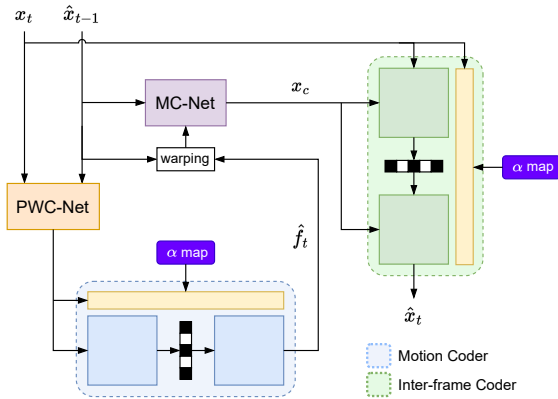 x_t
x̂_{t−1}
MC-Net
x_c
warping
α map
PWC-Net
f̂_t
α map
x̂_t
Motion Coder
Inter-frame Coder